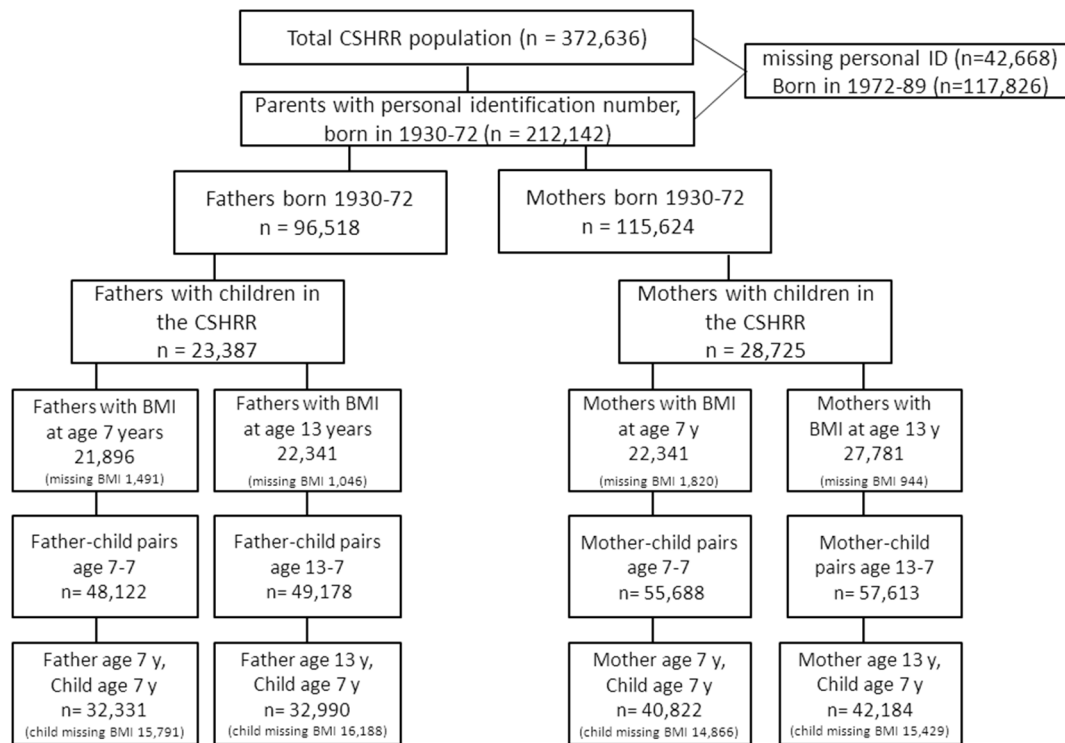 Total CSHRR population (n = 372,636)
missing personal ID (n=42,668)
Born in 1972-89 (n=117,826)
Parents with personal identification number,
born in 1930-72 (n = 212,142)
Fathers born 1930-72
n = 96,518
Mothers born 1930-72
n = 115,624
Fathers with children in
the CSHRR
n = 23,387
Mothers with children in
the CSHRR
n = 28,725
Fathers with BMI
at age 7 years
21,896
(missing BMI 1,491)
Fathers with BMI
at age 13 years
22,341
(missing BMI 1,046)
Mothers with BMI
at age 7 y
22,341
(missing BMI 1,820)
Mothers with
BMI at age 13 y
27,781
(missing BMI 944)
Father-child pairs
age 7-7
n= 48,122
Father-child pairs
age 13-7
n= 49,178
Mother-child pairs
age 7-7
n= 55,688
Mother-child
pairs age 13-7
n= 57,613
Father age 7 y,
Child age 7 y
n= 32,331
(child missing BMI 15,791)
Father age 13 y,
Child age 7 y
n= 32,990
(child missing BMI 16,188)
Mother age 7 y,
Child age 7 y
n= 40,822
(child missing BMI 14,866)
Mother age 13 y,
Child age 7 y
n= 42,184
(child missing BMI 15,429)